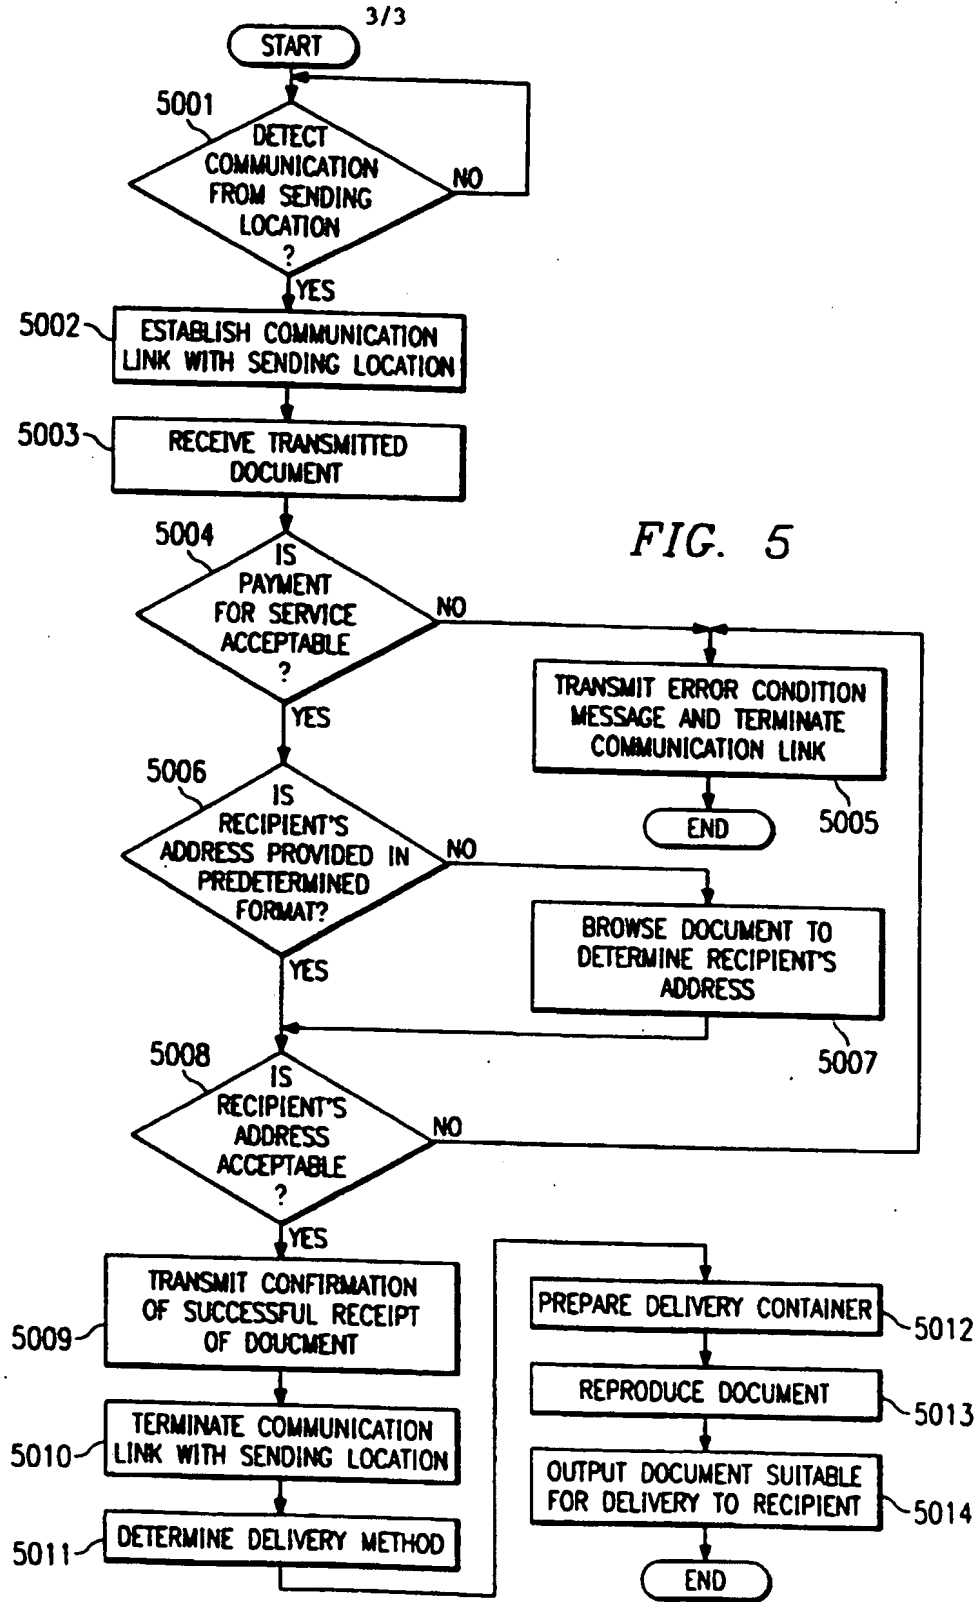 3/3
START
5001
DETECT
COMMUNICATION
FROM SENDING
LOCATION
?
NO
YES
5002
ESTABLISH COMMUNICATION
LINK WITH SENDING LOCATION
5003
RECEIVE TRANSMITTED
DOCUMENT
FIG. 5
5004
IS
PAYMENT
FOR SERVICE
ACCEPTABLE
?
NO
YES
TRANSMIT ERROR CONDITION
MESSAGE AND TERMINATE
COMMUNICATION LINK
5005
END
5006
IS
RECIPIENT'S
ADDRESS PROVIDED IN
PREDETERMINED
FORMAT?
NO
YES
BROWSE DOCUMENT TO
DETERMINE RECIPIENT'S
ADDRESS
5007
5008
IS
RECIPIENT'S
ADDRESS
ACCEPTABLE
?
NO
YES
TRANSMIT CONFIRMATION
OF SUCCESSFUL RECEIPT
OF DOUCMENT
5009
TERMINATE COMMUNICATION
LINK WITH SENDING LOCATION
5010
DETERMINE DELIVERY METHOD
5011
PREPARE DELIVERY CONTAINER
5012
REPRODUCE DOCUMENT
5013
OUTPUT DOCUMENT SUITABLE
FOR DELIVERY TO RECIPIENT
5014
END